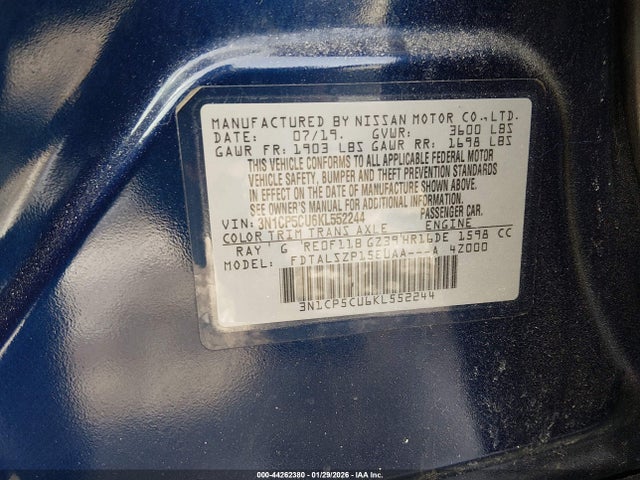 MANUFACTURED BY NISSAN MOTOR CO.,LTD.
DATE: 07/19. GVWR: 3600 LBS
GAWR FR: 1903 LBS GAWR RR: 1698 LBS
THIS VEHICLE CONFORMS TO ALL APPLICABLE FEDERAL MOTOR
VEHICLE SAFETY, BUMPER AND THEFT PREVENTION STANDARDS
IN EFFECT ON THE DATE OF MANUFACTURE SHOWN ABOVE.
SEE OWNERS MANUAL FOR ADDITIONAL INFORMATION.
VIN: 3N1CP5CU6KL552244 PASSENGER CAR.
COLOR TRIM TRANS AXLE ENGINE
RAY G RE0F11B GZ39 HR16DE 1598 CC
MODEL: FDTALSZP15EUAA---A 42000
3N1CP5CU6KL552244
000-44262380 - 01/29/2026 - IAA Inc.